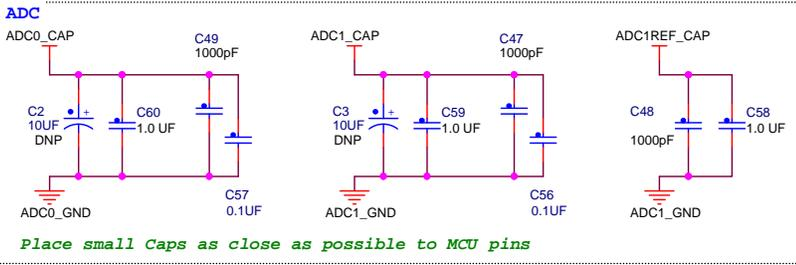 ADC
ADC0_CAP
C49
1000pF
C2
10UF
DNP
C60
1.0 UF
C57
0.1UF
ADC0_GND
ADC1_CAP
C47
1000pF
C3
10UF
DNP
C59
1.0 UF
C56
0.1UF
ADC1_GND
ADC1REF_CAP
C48
1000pF
C58
1.0 UF
ADC1_GND
Place small Caps as close as possible to MCU pins